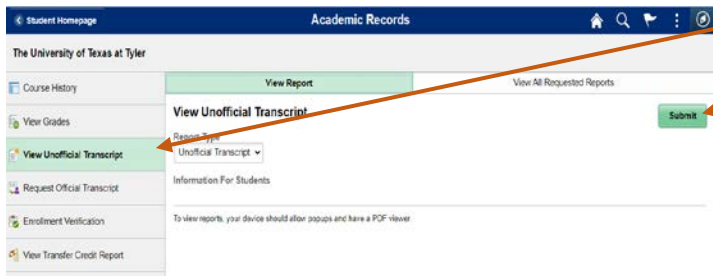 Student Homepage
Academic Records
The University of Texas at Tyler
Course History
View Grades
View Unofficial Transcript
Request Official Transcript
Enrollment Verification
View Transfer Credit Report
View Report
View All Requested Reports
View Unofficial Transcript
Submit
Report Type
Unofficial Transcript
Information For Students
To view reports, your device should allow popups and have a PDF viewer